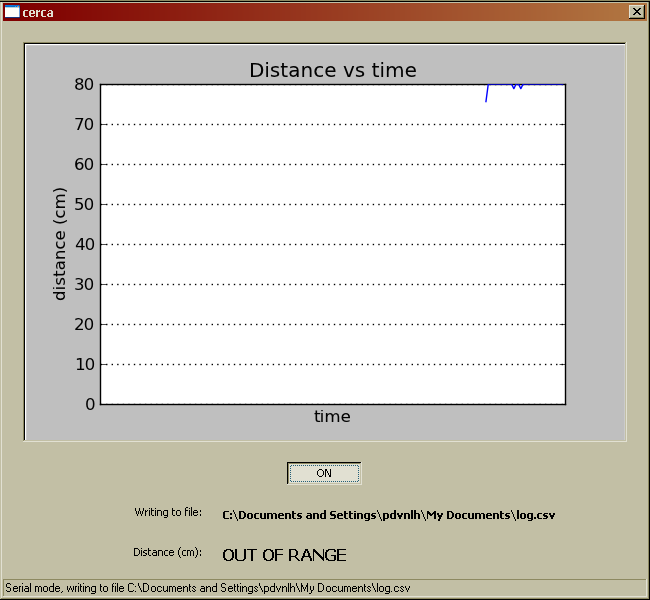 cerca
Distance vs time
80
70
60
50
40
30
20
10
0
distance (cm)
time
ON
Writing to file: C:\Documents and Settings\pdvnlh\My Documents\log.csv
Distance (cm): OUT OF RANGE
Serial mode, writing to file C:\Documents and Settings\pdvnlh\My Documents\log.csv